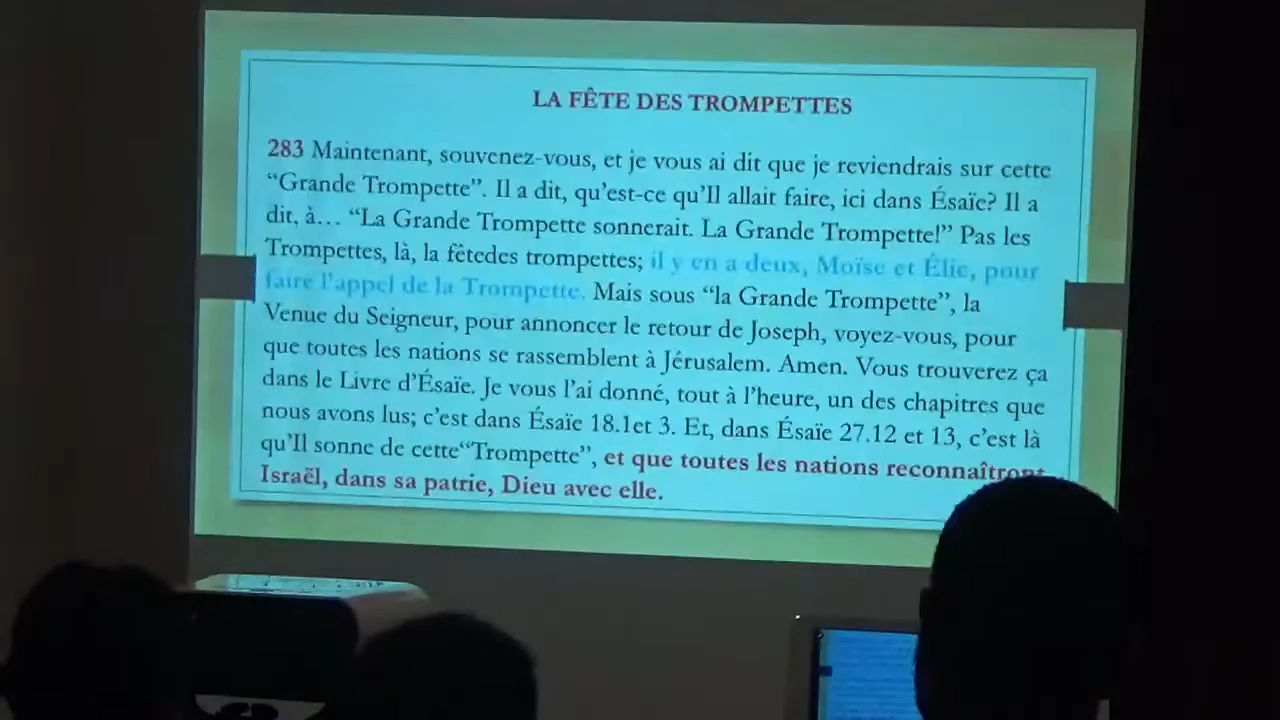 LA FÊTE DES TROMPETTES
283 Maintenant, souvenez-vous, et je vous ai dit que je reviendrais sur cette
“Grande Trompette”. Il a dit, qu’est-ce qu’Il allait faire, ici dans Ésaïe? Il a
dit, à… “La Grande Trompette sonnerait. La Grande Trompette!” Pas les
Trompettes, là, la fêtedes trompettes; il y en a deux, Moïse et Élie, pour
faire l’appel de la Trompette. Mais sous “la Grande Trompette”, la
Venue du Seigneur, pour annoncer le retour de Joseph, voyez-vous, pour
que toutes les nations se rassemblent à Jérusalem. Amen. Vous trouverez ça
dans le Livre d’Ésaïe. Je vous l’ai donné, tout à l’heure, un des chapitres que
nous avons lus; c’est dans Ésaïe 18.1et 3. Et, dans Ésaïe 27.12 et 13, c’est là
qu’Il sonne de cette“Trompette”, et que toutes les nations reconnaîtront
Israël, dans sa patrie, Dieu avec elle.